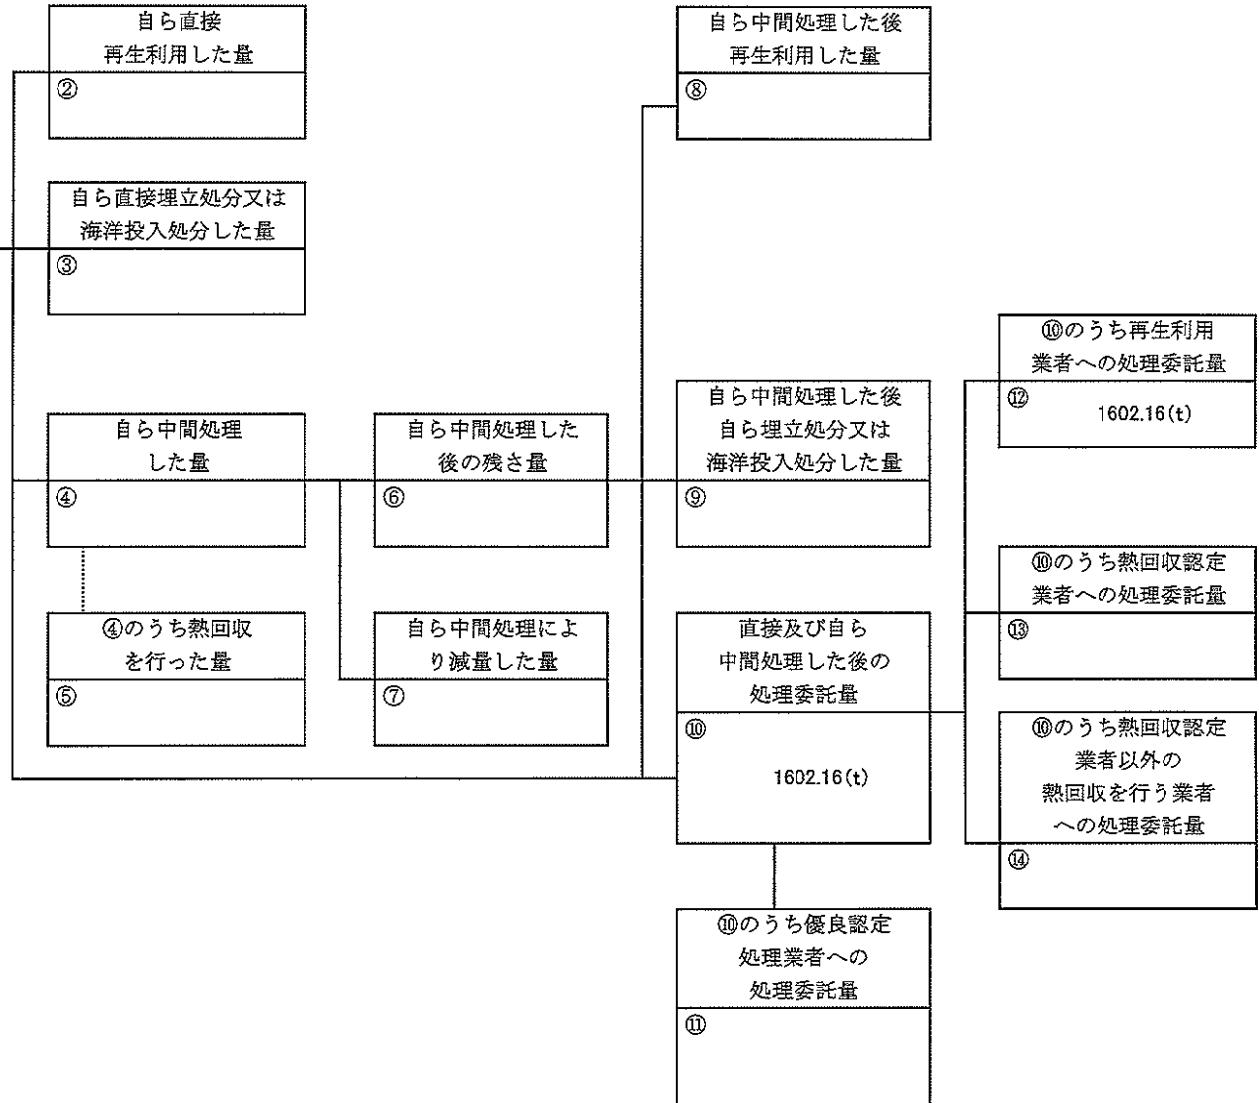 自ら直接
再生利用した量
②
自ら中間処理した後
再生利用した量
⑧
自ら直接埋立処分又は
海洋投入処分した量
③
⑩のうち再生利用
業者への処理委託量
⑫
1602.16(t)
自ら中間処理
した量
④
自ら中間処理した
後の残さ量
⑥
自ら中間処理した後
自ら埋立処分又は
海洋投入処分した量
⑨
⑩のうち熱回収認定
業者への処理委託量
⑬
④のうち熱回収
を行った量
⑤
自ら中間処理によ
り減量した量
⑦
直接及び自ら
中間処理した後の
処理委託量
⑩
1602.16(t)
⑩のうち熱回収認定
業者以外の
熱回収を行う業者
への処理委託量
⑭
⑩のうち優良認定
処理業者への
処理委託量
⑪